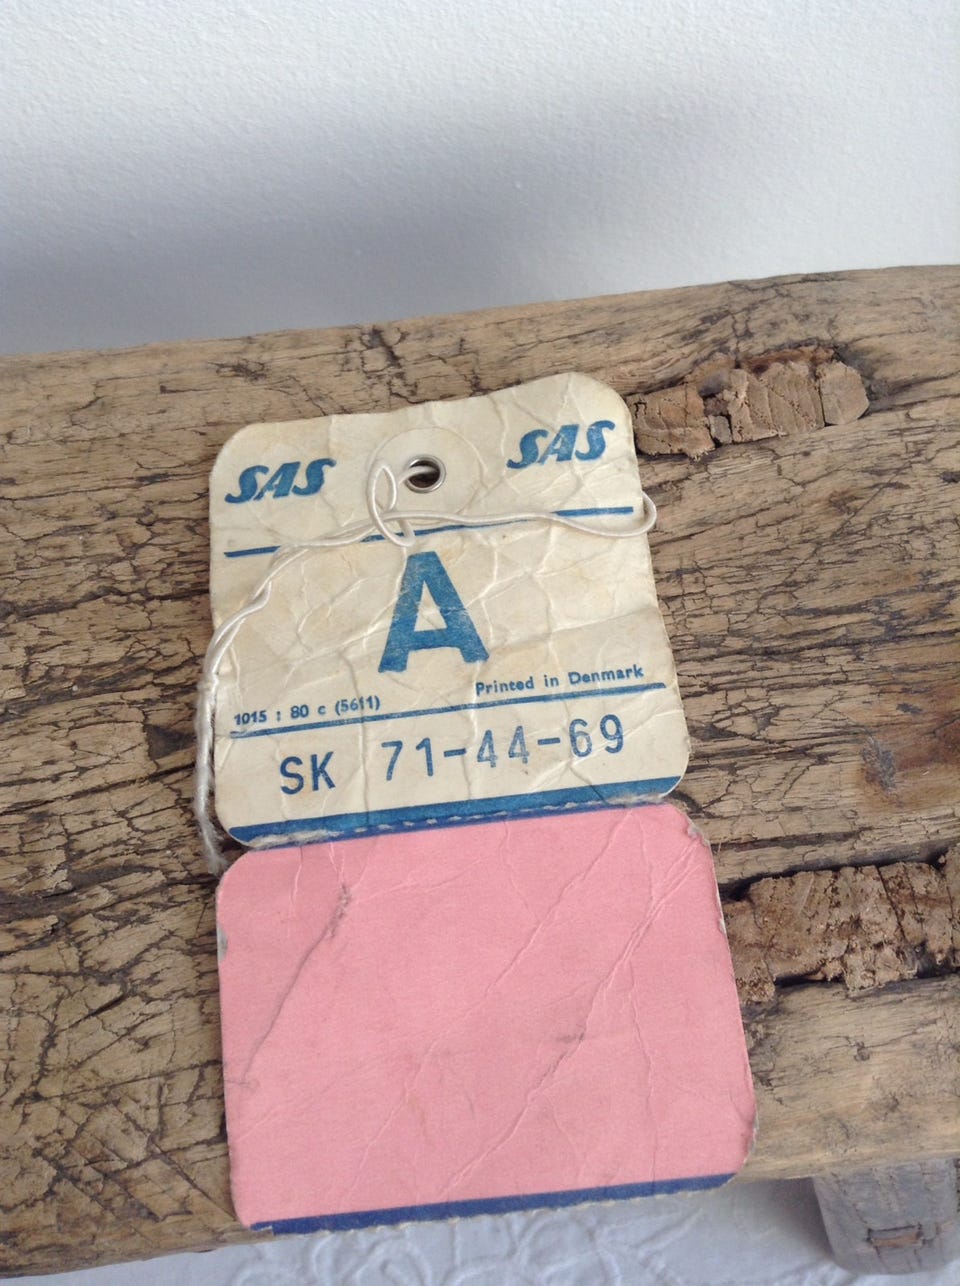 SAS SAS
A
1015 : 80 c (5611) Printed in Denmark
SK 71-44-69